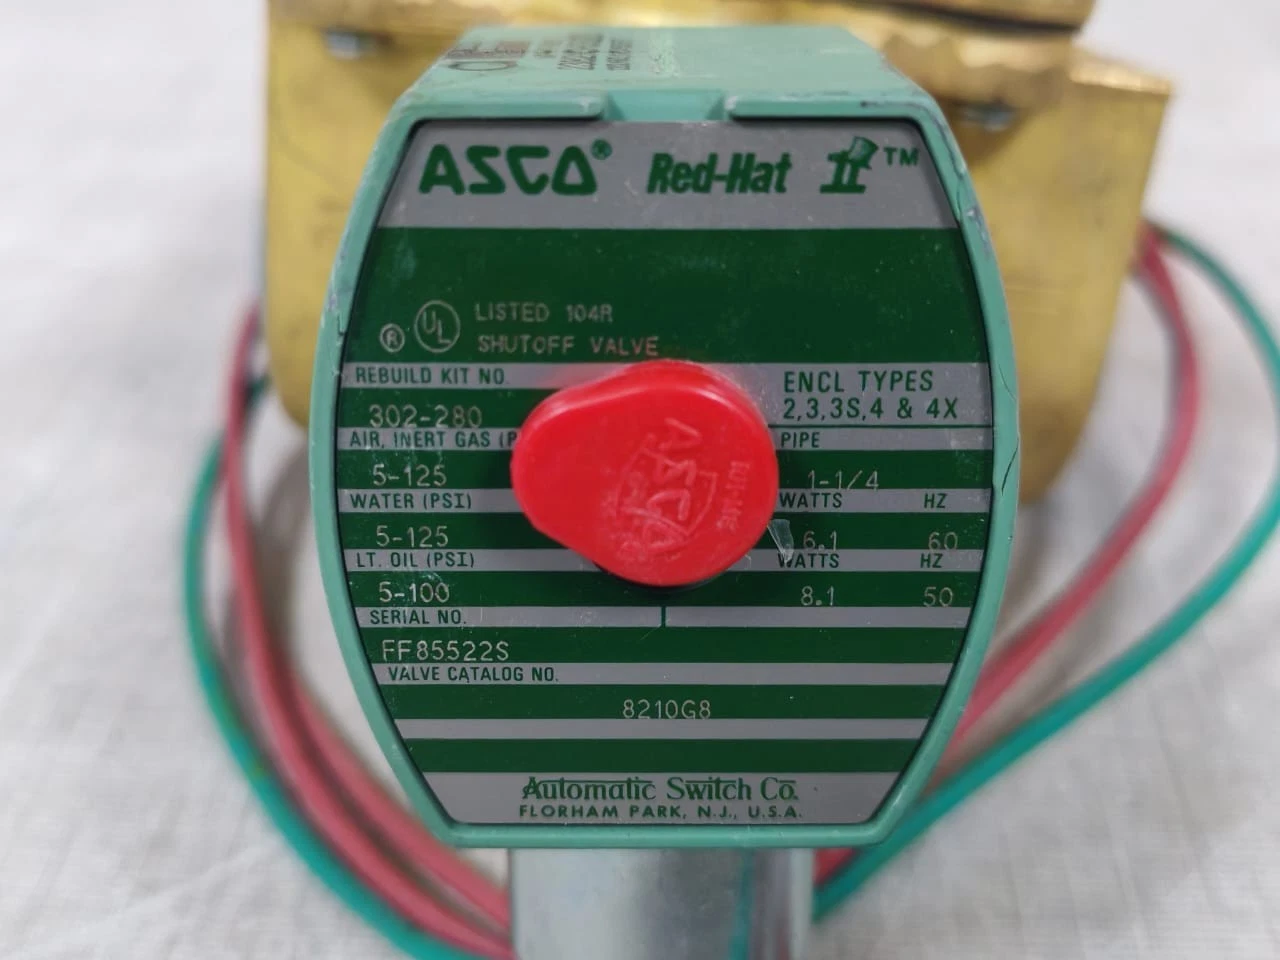 ASCO® Red-Hat II™
® UL LISTED 104R
SHUTOFF VALVE
REBUILD KIT NO.
302-280
ENCL TYPES
2,3,3S,4 & 4X
AIR, INERT GAS (P
PIPE
5-125
1-1/4
WATER (PSI)
WATTS HZ
5-125
6.1 60
LT. OIL (PSI)
WATTS HZ
5-100
8.1 50
SERIAL NO.
FF85522S
VALVE CATALOG NO.
8210G8
Automatic Switch Co.
FLORHAM PARK, N.J., U.S.A.
ASCO